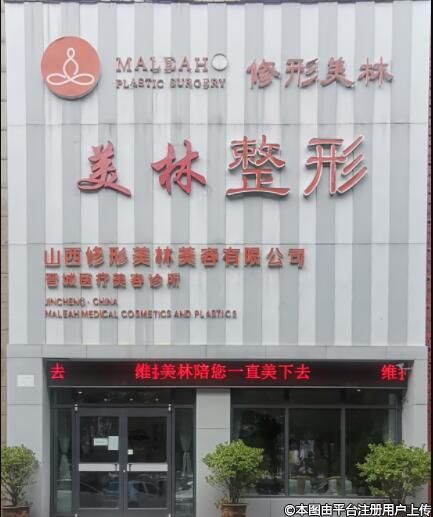 MALEAH
PLASTIC SURGERY
修形美林
美林整形
山西修形美林美容有限公司
晋城医疗美容诊所
JINCHENG·CHINA
MALEAH MEDICAL COSMETICS AND PLASTICS
去 维多美林陪您一直美下去 维多
©本图由平台注册用户上传